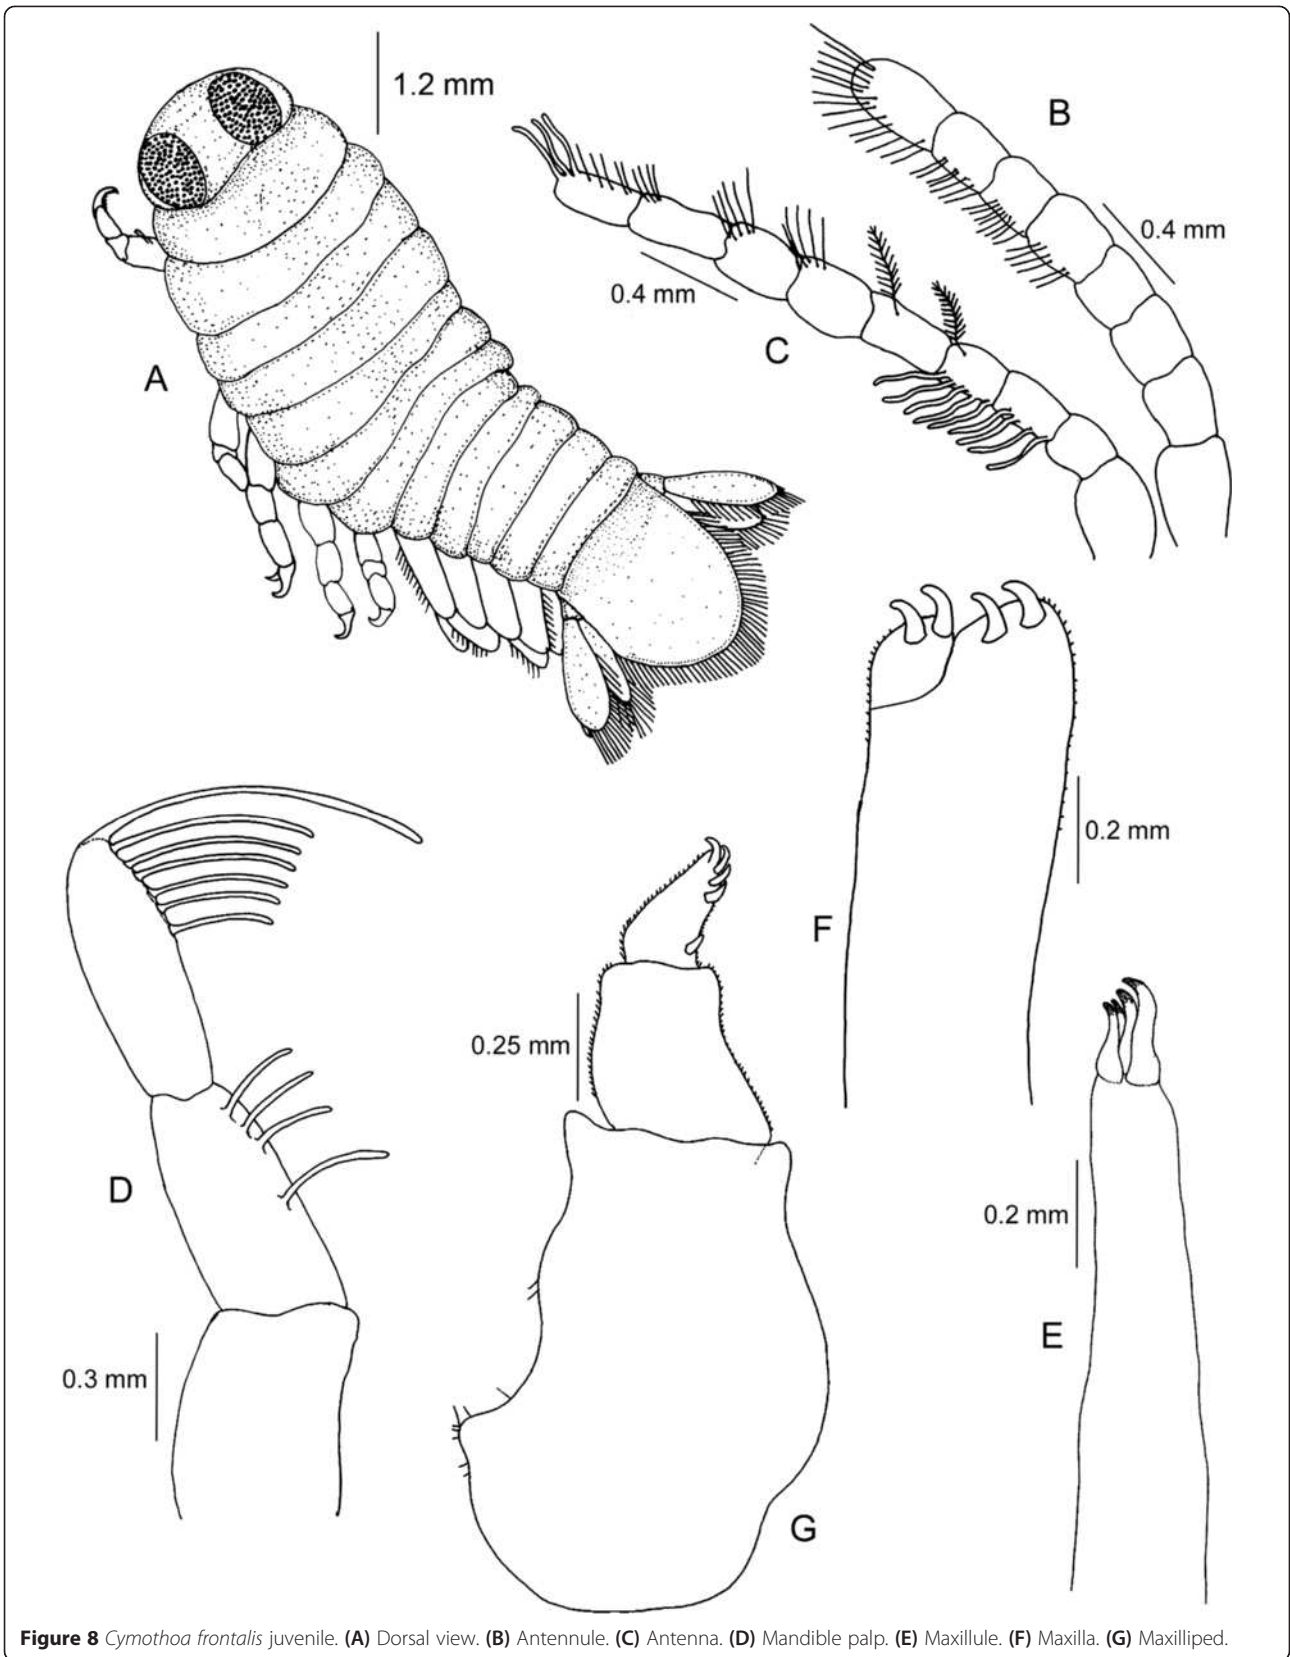 1.2 mm
B
0.4 mm
0.4 mm
C
A
0.2 mm
F
0.25 mm
D
0.2 mm
E
0.3 mm
G
Figure 8 Cymothoa frontalis juvenile. (A) Dorsal view. (B) Antennule. (C) Antenna. (D) Mandible palp. (E) Maxillule. (F) Maxilla. (G) Maxilliped.